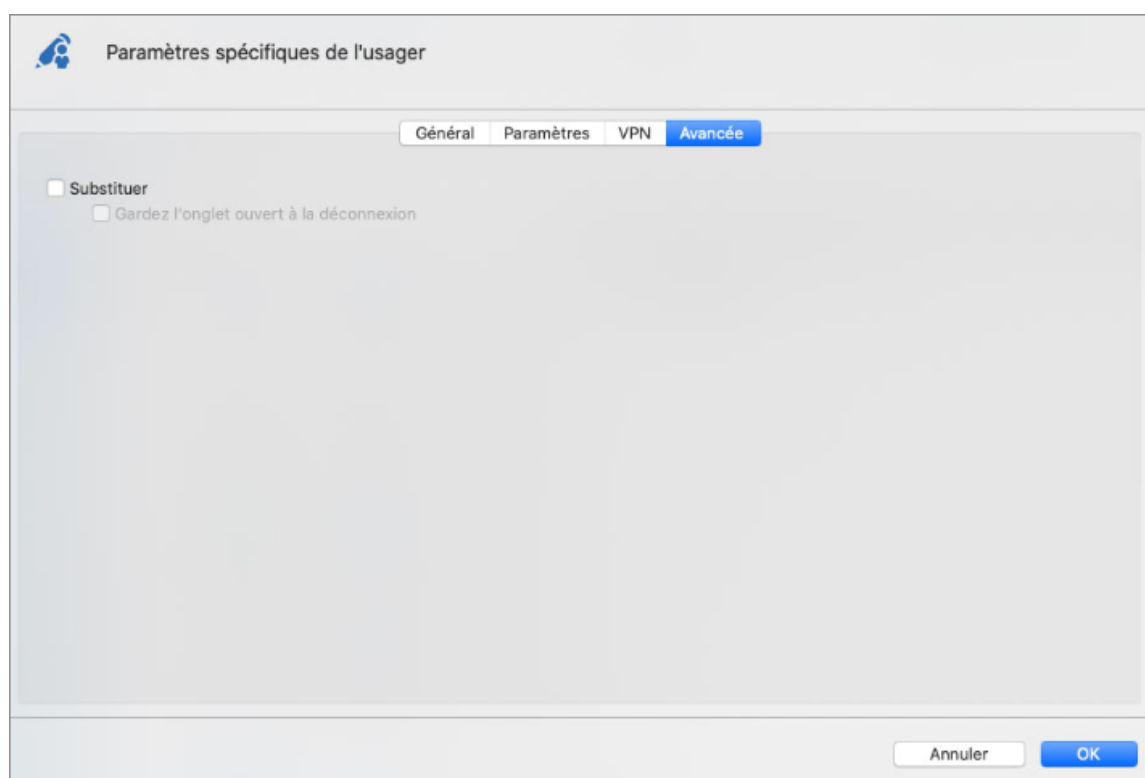 Paramètres spécifiques de l'usager
Général Paramètres VPN Avancée
Substituer
Gardez l'onglet ouvert à la déconnexion
Annuler OK